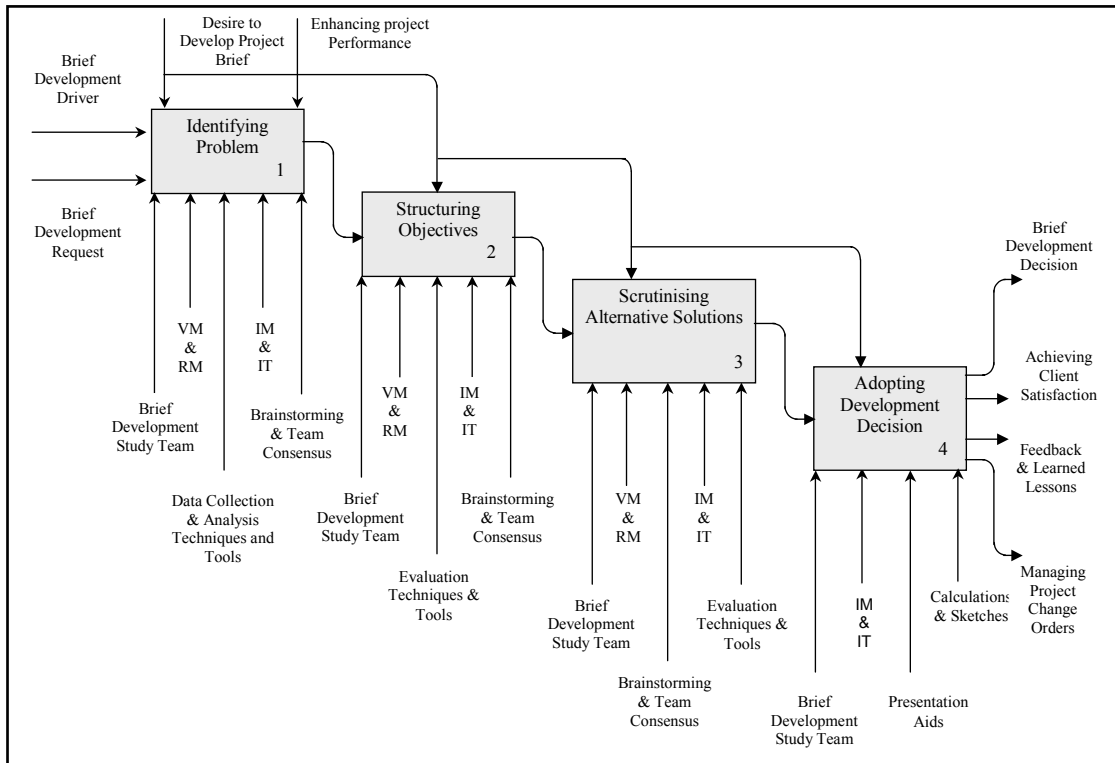 Desire to
Develop Project
Brief
Enhancing project
Performance
Brief
Development
Driver
Identifying
Problem
1
Brief
Development
Request
Structuring
Objectives
2
Brief
Development
Decision
Scrutinising
Alternative Solutions
3
VM
&
RM
IM
&
IT
Brief
Development
Study Team
Brainstorming
& Team
Consensus
Data Collection
& Analysis
Techniques and
Tools
VM
&
RM
IM
&
IT
Brief
Development
Study Team
Brainstorming
& Team
Consensus
Evaluation
Techniques &
Tools
Adopting
Development
Decision
4
Achieving
Client
Satisfaction
Feedback
& Learned
Lessons
Managing
Project
Change
Orders
VM
&
RM
IM
&
IT
Brief
Development
Study Team
Evaluation
Techniques &
Tools
Brainstorming
& Team
Consensus
IM
&
IT
Calculations
& Sketches
Brief
Development
Study Team
Presentation
Aids